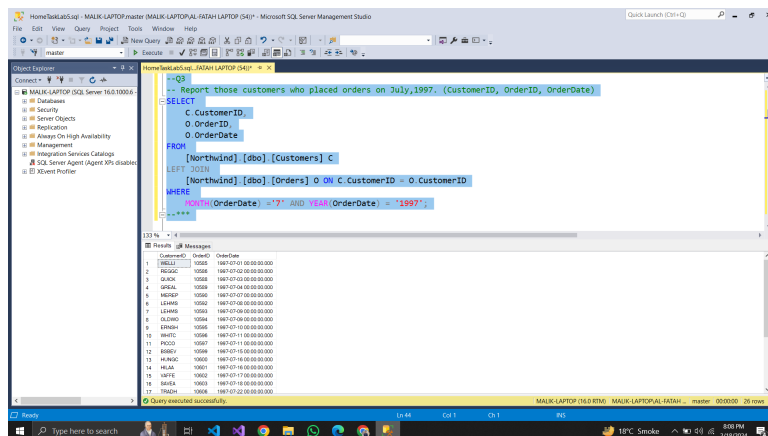 HomeTaskLab5.sql - MALIK-LAPTOP.master (MALIK-LAPTOP\AL-FATAH LAPTOP (54))* - Microsoft SQL Server Management Studio
Quick Launch (Ctrl+Q)
File Edit View Query Project Tools Window Help
New Query
master
Execute
Object Explorer
HomeTaskLab5.sql...FATAH LAPTOP (54))*
Connect
MALIK-LAPTOP (SQL Server 16.0.1000.6 -
Databases
Security
Server Objects
Replication
Always On High Availability
Management
Integration Services Catalogs
SQL Server Agent (Agent XPs disabled
XEvent Profiler
--Q3
-- Report those customers who placed orders on July,1997. (CustomerID, OrderID, OrderDate)
SELECT
C.CustomerID,
O.OrderID,
O.OrderDate
FROM
[Northwind].[dbo].[Customers] C
LEFT JOIN
[Northwind].[dbo].[Orders] O ON C.CustomerID = O.CustomerID
WHERE
MONTH(OrderDate) ='7' AND YEAR(OrderDate) = '1997';
--***
133 %
Results Messages
CustomerID OrderID OrderDate
1 WELLI 10585 1997-07-01 00:00:00.000
2 REGGC 10586 1997-07-02 00:00:00.000
3 QUICK 10588 1997-07-03 00:00:00.000
4 GREAL 10589 1997-07-04 00:00:00.000
5 MEREP 10590 1997-07-07 00:00:00.000
6 LEHMS 10592 1997-07-08 00:00:00.000
7 LEHMS 10593 1997-07-09 00:00:00.000
8 OLDWO 10594 1997-07-09 00:00:00.000
9 ERNSH 10595 1997-07-10 00:00:00.000
10 WHITC 10596 1997-07-11 00:00:00.000
11 PICCO 10597 1997-07-11 00:00:00.000
12 BSBEV 10599 1997-07-15 00:00:00.000
13 HUNGC 10600 1997-07-16 00:00:00.000
14 HILAA 10601 1997-07-16 00:00:00.000
15 VAFFE 10602 1997-07-17 00:00:00.000
16 SAVEA 10603 1997-07-18 00:00:00.000
17 TRADH 10606 1997-07-22 00:00:00.000
Query executed successfully.
MALIK-LAPTOP (16.0 RTM) MALIK-LAPTOP\AL-FATAH ... master 00:00:00 26 rows
Ready Ln 44 Col 1 Ch 1 INS
Type here to search
18°C Smoke
8:08 PM